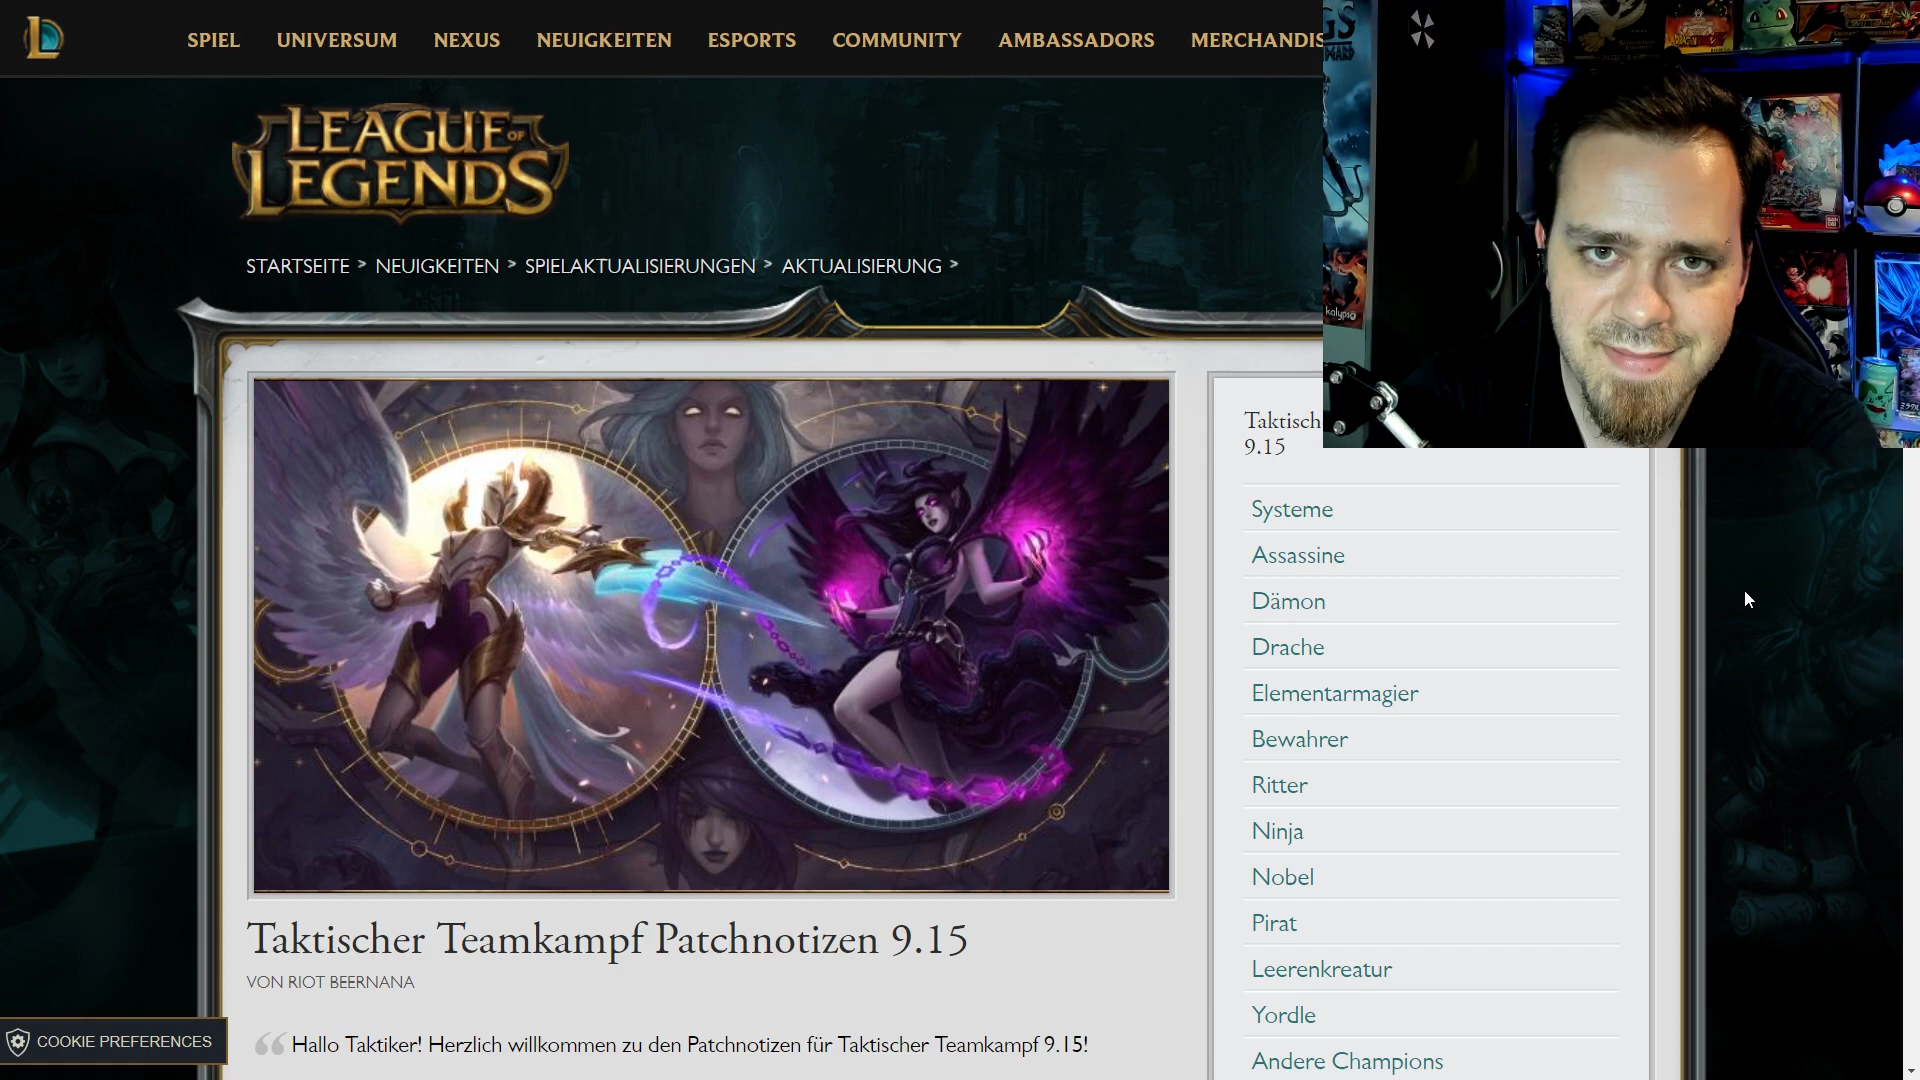 SPIEL UNIVERSUM NEXUS NEUIGKEITEN ESPORTS COMMUNITY AMBASSADORS MERCHANDIS
LEAGUE OF LEGENDS
STARTSEITE > NEUIGKEITEN > SPIELAKTUALISIERUNGEN > AKTUALISIERUNG >
kalypso
Taktisch
9.15
Systeme
Assassine
Dämon
Drache
Elementarmagier
Bewahrer
Ritter
Ninja
Nobel
Pirat
Leerenkreatur
Yordle
Andere Champions
Taktischer Teamkampf Patchnotizen 9.15
VON RIOT BEERNANA
“ Hallo Taktiker! Herzlich willkommen zu den Patchnotizen für Taktischer Teamkampf 9.15!
COOKIE PREFERENCES